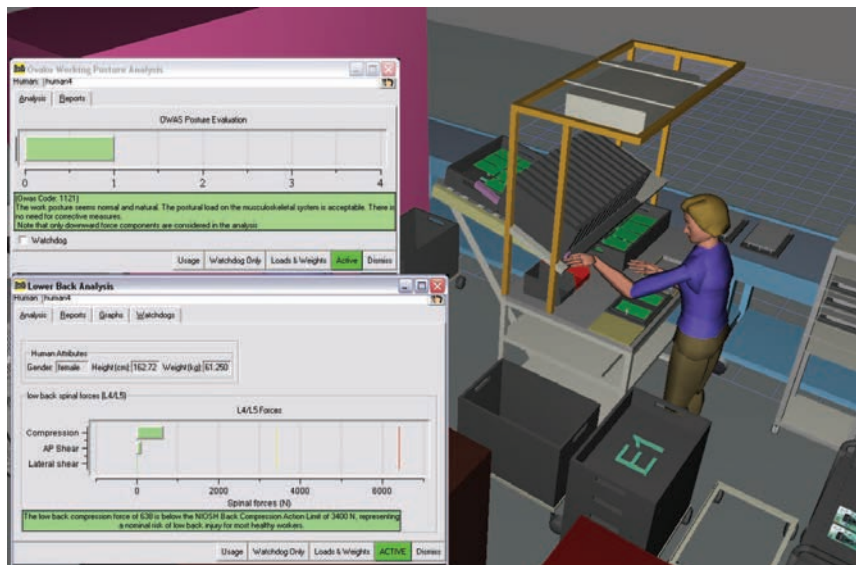 Ovako Working Posture Analysis
Human: human4
Analysis Reports
OWAS Posture Evaluation
0 1 2 3 4
(Owas Code: 1121)
The work posture seems normal and natural. The postural load on the musculoskeletal system is acceptable. There is
no need for corrective measures.
Note that only downward force components are considered in the analysis
Watchdog
Usage Watchdog Only Loads & Weights Active Dismiss
Lower Back Analysis
Human: human4
Analysis Reports Graphs Watchdogs
Human Attributes
Gender: female Height(cm): 162.72 Weight(kg): 61.250
low back spinal forces (L4/L5)
L4/L5 Forces
Compression
AP Shear
Lateral shear
0 2000 4000 6000
Spinal forces (N)
The low back compression force of 638 is below the NIOSH Back Compression Action Limit of 3400 N, representing
a nominal risk of low back injury for most healthy workers.
Usage Watchdog Only Loads & Weights ACTIVE Dismiss
E1